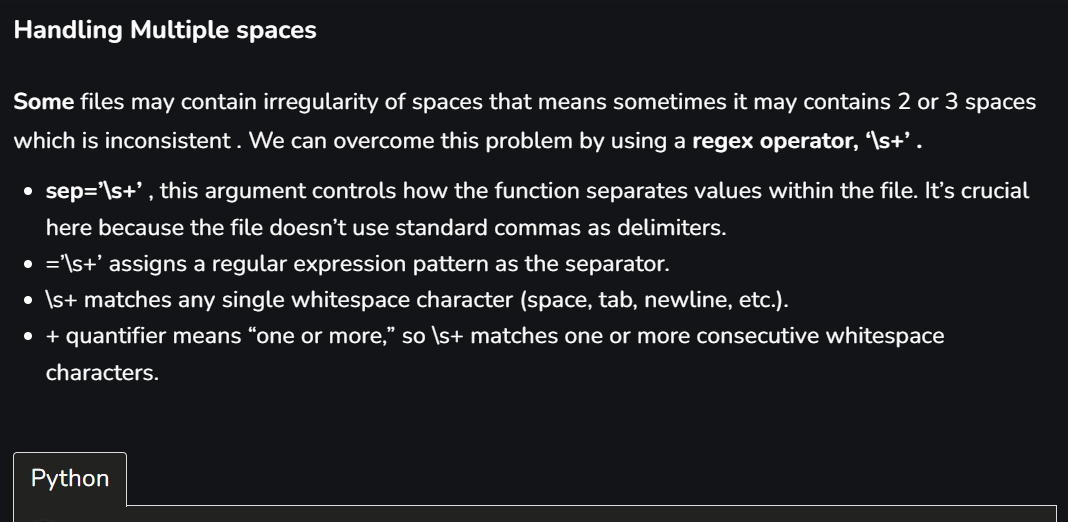 Handling Multiple spaces
Some files may contain irregularity of spaces that means sometimes it may contains 2 or 3 spaces
which is inconsistent . We can overcome this problem by using a regex operator, ‘\s+’ .
• sep=’\s+’ , this argument controls how the function separates values within the file. It’s crucial
here because the file doesn’t use standard commas as delimiters.
• =’\s+’ assigns a regular expression pattern as the separator.
• \s+ matches any single whitespace character (space, tab, newline, etc.).
• + quantifier means “one or more,” so \s+ matches one or more consecutive whitespace
characters.
Python